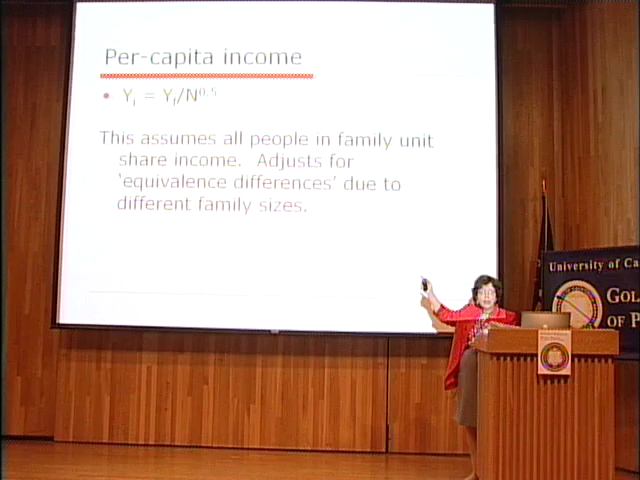 Per-capita income
• Yi = Yf/N0.5
This assumes all people in family unit
share income. Adjusts for
‘equivalence differences’ due to
different family sizes.
University of Ca
GOL
OF P